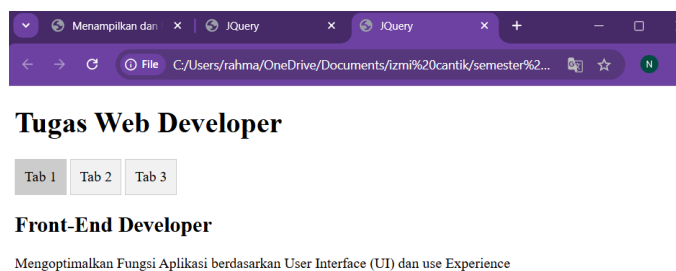 Menampilkan dan
JQuery
JQuery
File C:/Users/rahma/OneDrive/Documents/izmi%20cantik/semester%2...
N
Tugas Web Developer
Tab 1
Tab 2
Tab 3
Front-End Developer
Mengoptimalkan Fungsi Aplikasi berdasarkan User Interface (UI) dan use Experience